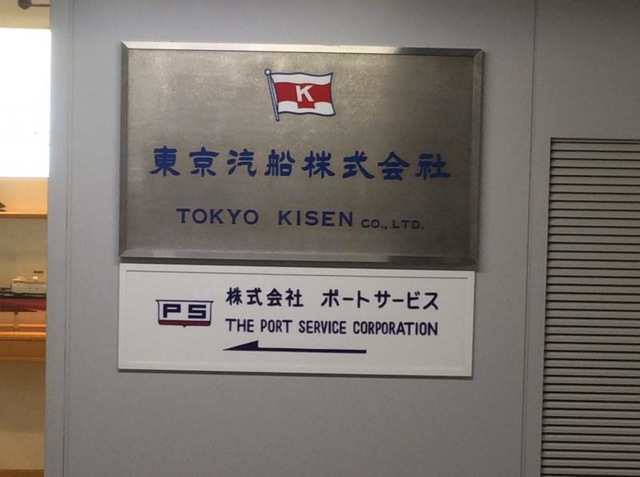 K
東京汽船株式会社
TOKYO KISEN CO., LTD.
PS
株式会社 ポートサービス
THE PORT SERVICE CORPORATION